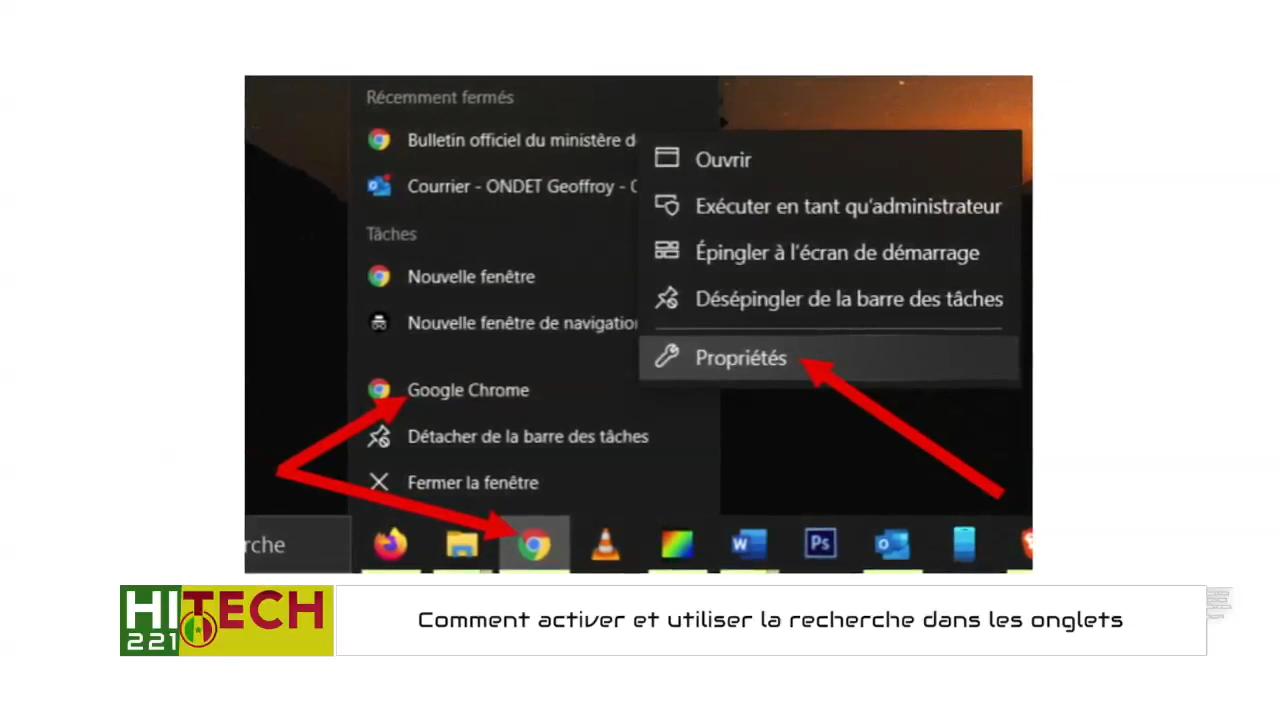 Récemment fermés
Bulletin officiel du ministère d
Courrier - ONDET Geoffroy -
Tâches
Nouvelle fenêtre
Nouvelle fenêtre de navigation
Google Chrome
Détacher de la barre des tâches
Fermer la fenêtre
Ouvrir
Exécuter en tant qu'administrateur
Épingler à l'écran de démarrage
Désépingler de la barre des tâches
Propriétés
rche
W
Ps
HITECH
221
Comment activer et utiliser la recherche dans les onglets